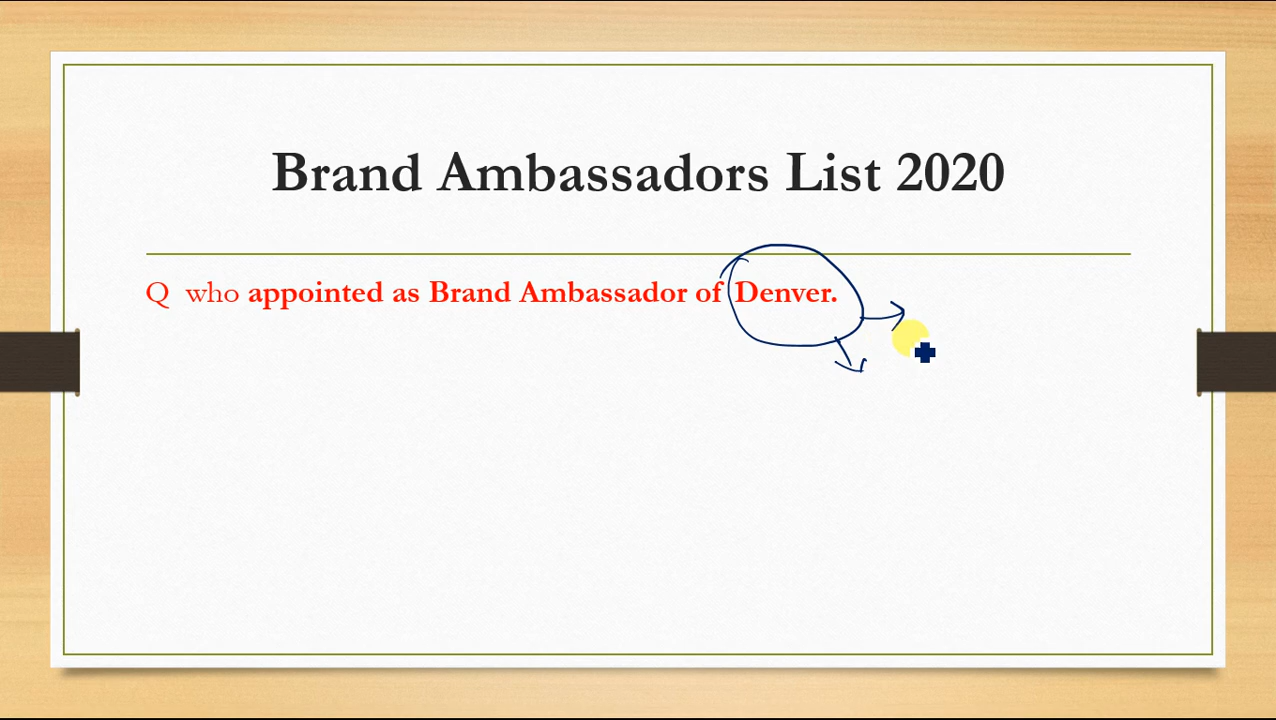 Brand Ambassadors List 2020
Q who appointed as Brand Ambassador of Denver.